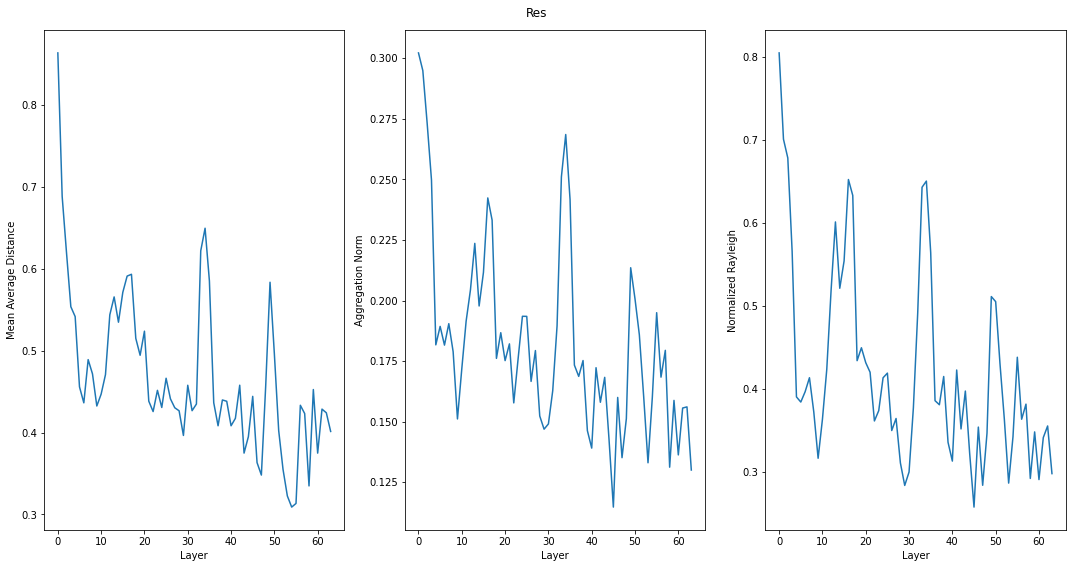 Res
Mean Average Distance
0.8
0.7
0.6
0.5
0.4
0.3
0 10 20 30 40 50 60
Layer
Aggregation Norm
0.300
0.275
0.250
0.225
0.200
0.175
0.150
0.125
0 10 20 30 40 50 60
Layer
Normalized Rayleigh
0.8
0.7
0.6
0.5
0.4
0.3
0 10 20 30 40 50 60
Layer